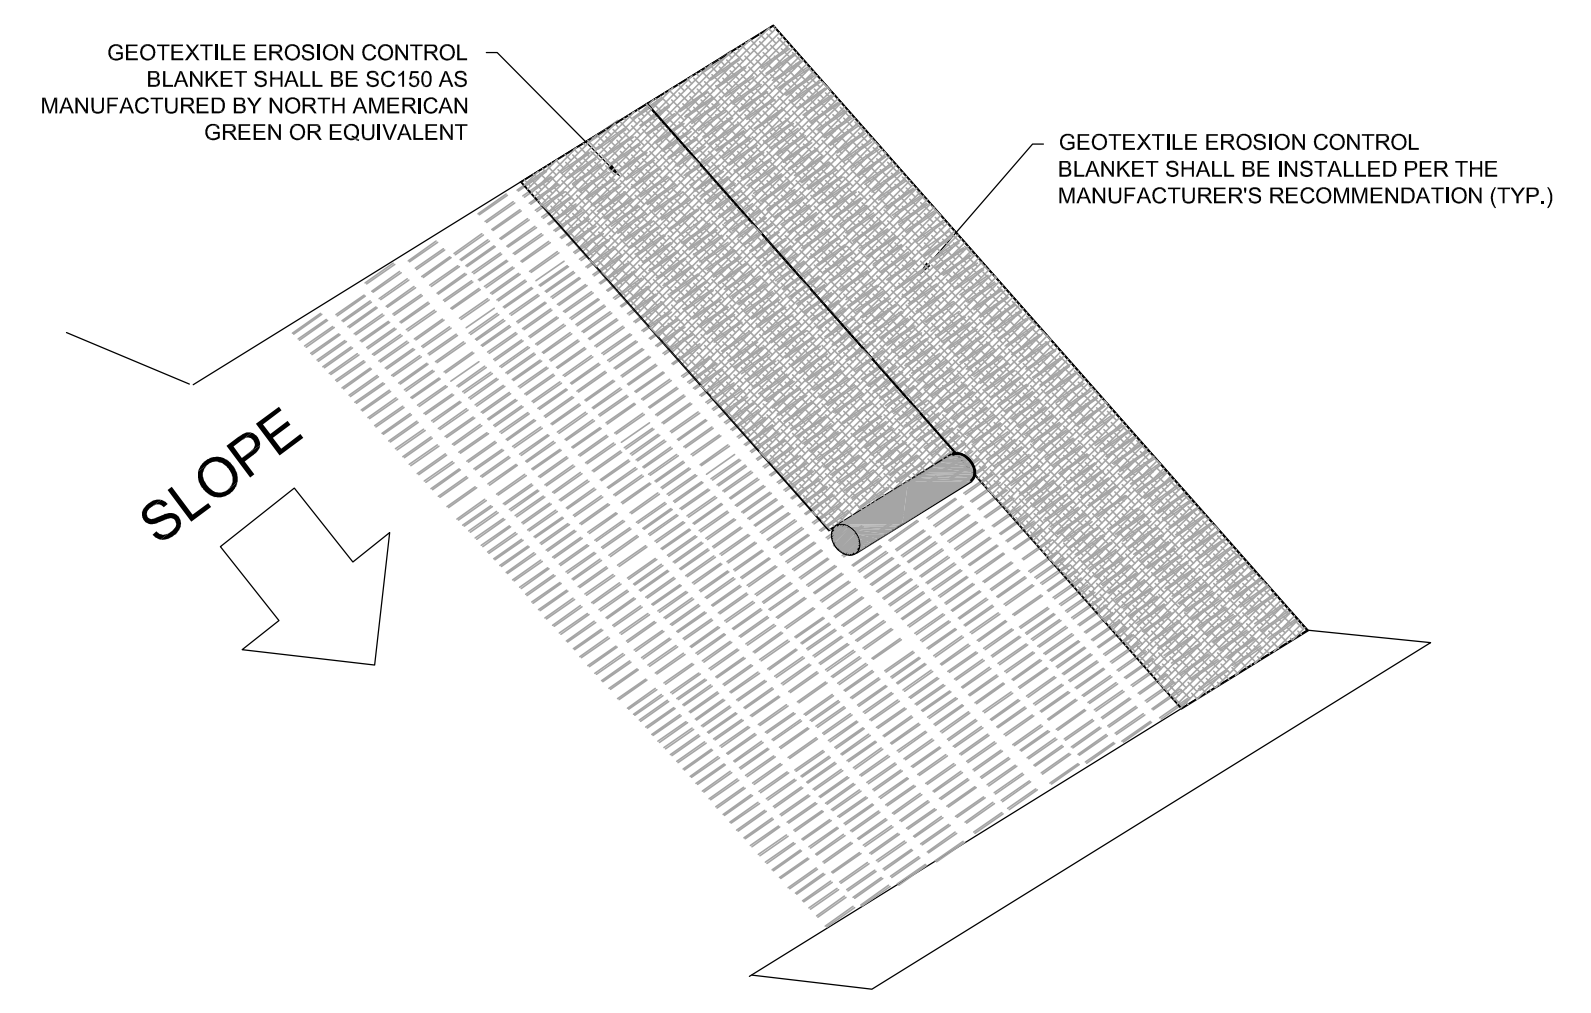 GEOTEXTILE EROSION CONTROL
BLANKET SHALL BE SC150 AS
MANUFACTURED BY NORTH AMERICAN
GREEN OR EQUIVALENT
GEOTEXTILE EROSION CONTROL
BLANKET SHALL BE INSTALLED PER THE
MANUFACTURER'S RECOMMENDATION (TYP.)
SLOPE